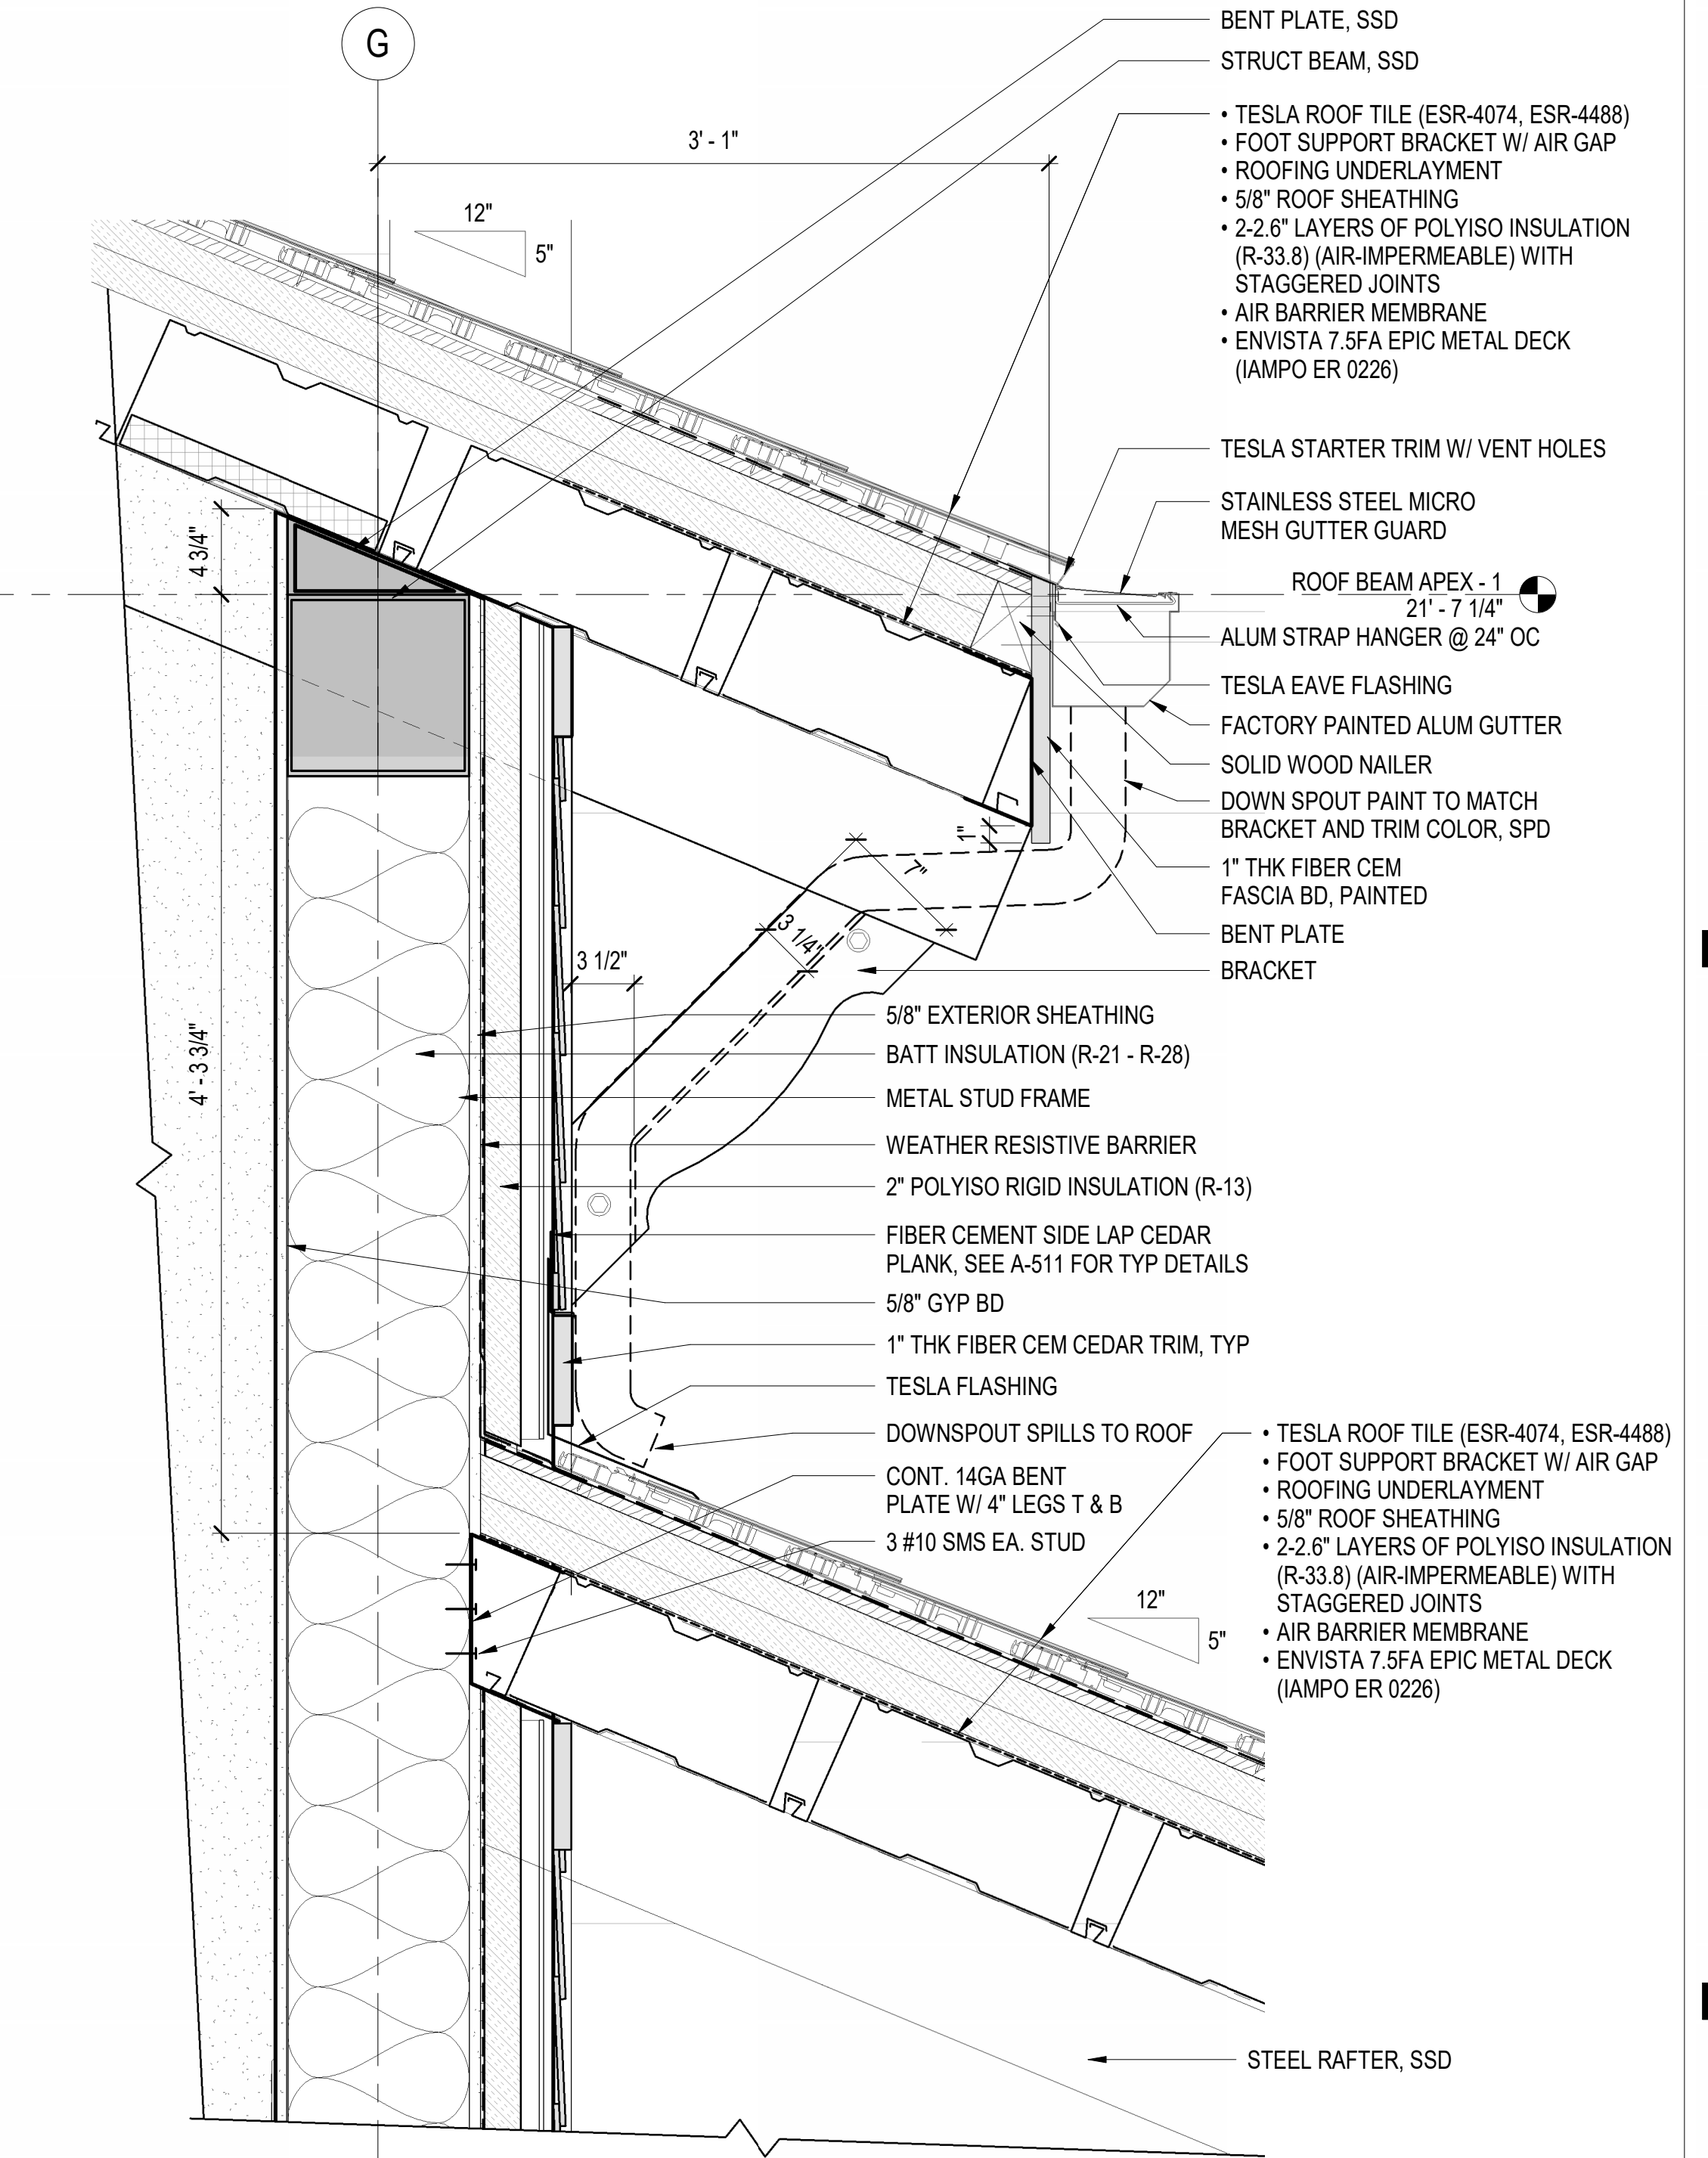 G
BENT PLATE, SSD
STRUCT BEAM, SSD
3' - 1"
12"
5"
• TESLA ROOF TILE (ESR-4074, ESR-4488)
• FOOT SUPPORT BRACKET W/ AIR GAP
• ROOFING UNDERLAYMENT
• 5/8" ROOF SHEATHING
• 2-2.6" LAYERS OF POLYISO INSULATION
(R-33.8) (AIR-IMPERMEABLE) WITH
STAGGERED JOINTS
• AIR BARRIER MEMBRANE
• ENVISTA 7.5FA EPIC METAL DECK
(IAMPO ER 0226)
TESLA STARTER TRIM W/ VENT HOLES
STAINLESS STEEL MICRO
MESH GUTTER GUARD
4 3/4"
ROOF BEAM APEX - 1
21' - 7 1/4"
ALUM STRAP HANGER @ 24" OC
TESLA EAVE FLASHING
FACTORY PAINTED ALUM GUTTER
SOLID WOOD NAILER
DOWN SPOUT PAINT TO MATCH
BRACKET AND TRIM COLOR, SPD
1"
7"
1" THK FIBER CEM
FASCIA BD, PAINTED
3 1/4"
BENT PLATE
BRACKET
3 1/2"
4' - 3 3/4"
5/8" EXTERIOR SHEATHING
BATT INSULATION (R-21 - R-28)
METAL STUD FRAME
WEATHER RESISTIVE BARRIER
2" POLYISO RIGID INSULATION (R-13)
FIBER CEMENT SIDE LAP CEDAR
PLANK, SEE A-511 FOR TYP DETAILS
5/8" GYP BD
1" THK FIBER CEM CEDAR TRIM, TYP
TESLA FLASHING
DOWNSPOUT SPILLS TO ROOF
CONT. 14GA BENT
PLATE W/ 4" LEGS T & B
3 #10 SMS EA. STUD
• TESLA ROOF TILE (ESR-4074, ESR-4488)
• FOOT SUPPORT BRACKET W/ AIR GAP
• ROOFING UNDERLAYMENT
• 5/8" ROOF SHEATHING
• 2-2.6" LAYERS OF POLYISO INSULATION
(R-33.8) (AIR-IMPERMEABLE) WITH
STAGGERED JOINTS
• AIR BARRIER MEMBRANE
• ENVISTA 7.5FA EPIC METAL DECK
(IAMPO ER 0226)
12"
5"
STEEL RAFTER, SSD